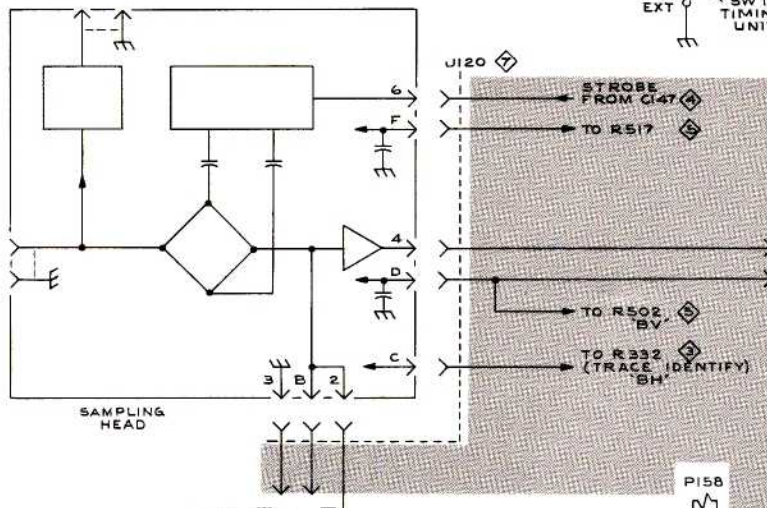 EXT
SW
TIMIN
UNI
J120 7
6
STROBE
FROM C147 4
F
TO R517 5
4
D
TO R502 5
"BV"
C
TO R332 3
(TRACE IDENTIFY)
"BH"
3 B 2
SAMPLING
HEAD
P158